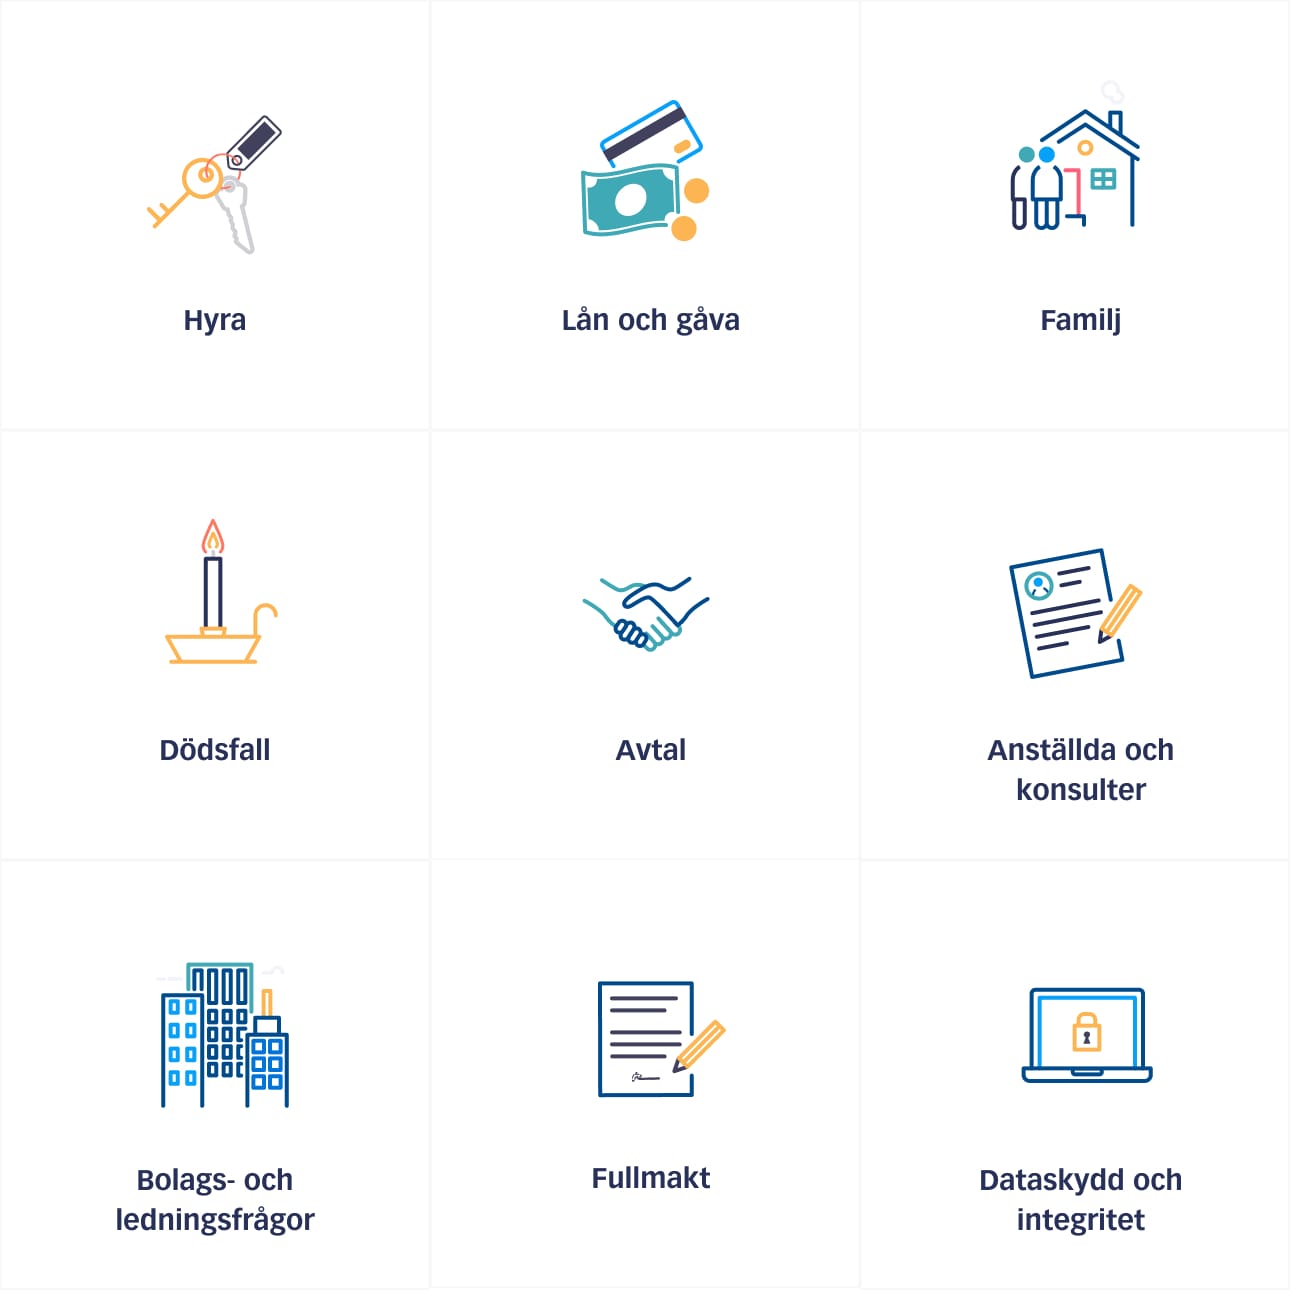 Hyra
Lån och gåva
Familj
Dödsfall
Avtal
Anställda och
konsulter
Bolags- och
ledningsfrågor
Fullmakt
Dataskydd och
integritet